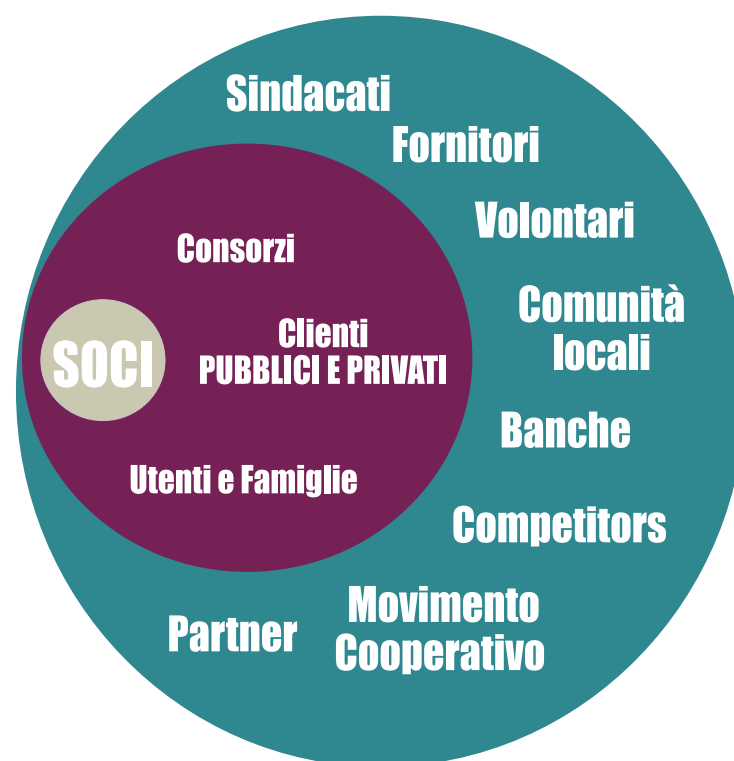 Sindacati
Fornitori
Volontari
Consorzi
Comunità
locali
Clienti
PUBBLICI E PRIVATI
SOCI
Banche
Utenti e Famiglie
Competitors
Movimento
Cooperativo
Partner